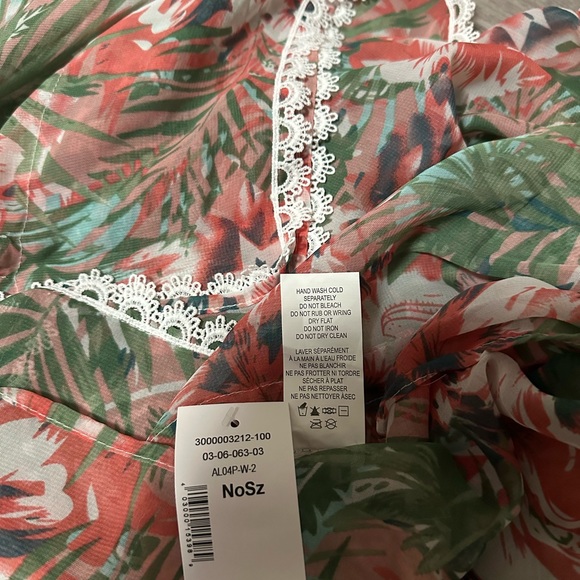 HAND WASH COLD
SEPARATELY
DO NOT BLEACH
DO NOT RUB OR WRING
DRY FLAT
DO NOT IRON
DO NOT DRY CLEAN
LAVER SÉPARÉMENT
À LA MAIN À L'EAU FROIDE
NE PAS BLANCHIR
NE PAS FROTTER NI TORDRE
SÉCHER À PLAT
NE PAS REPASSER
NE PAS NETTOYER ÀSEC
3000003212-100
03-06-063-03
AL04P-W-2
NoSz